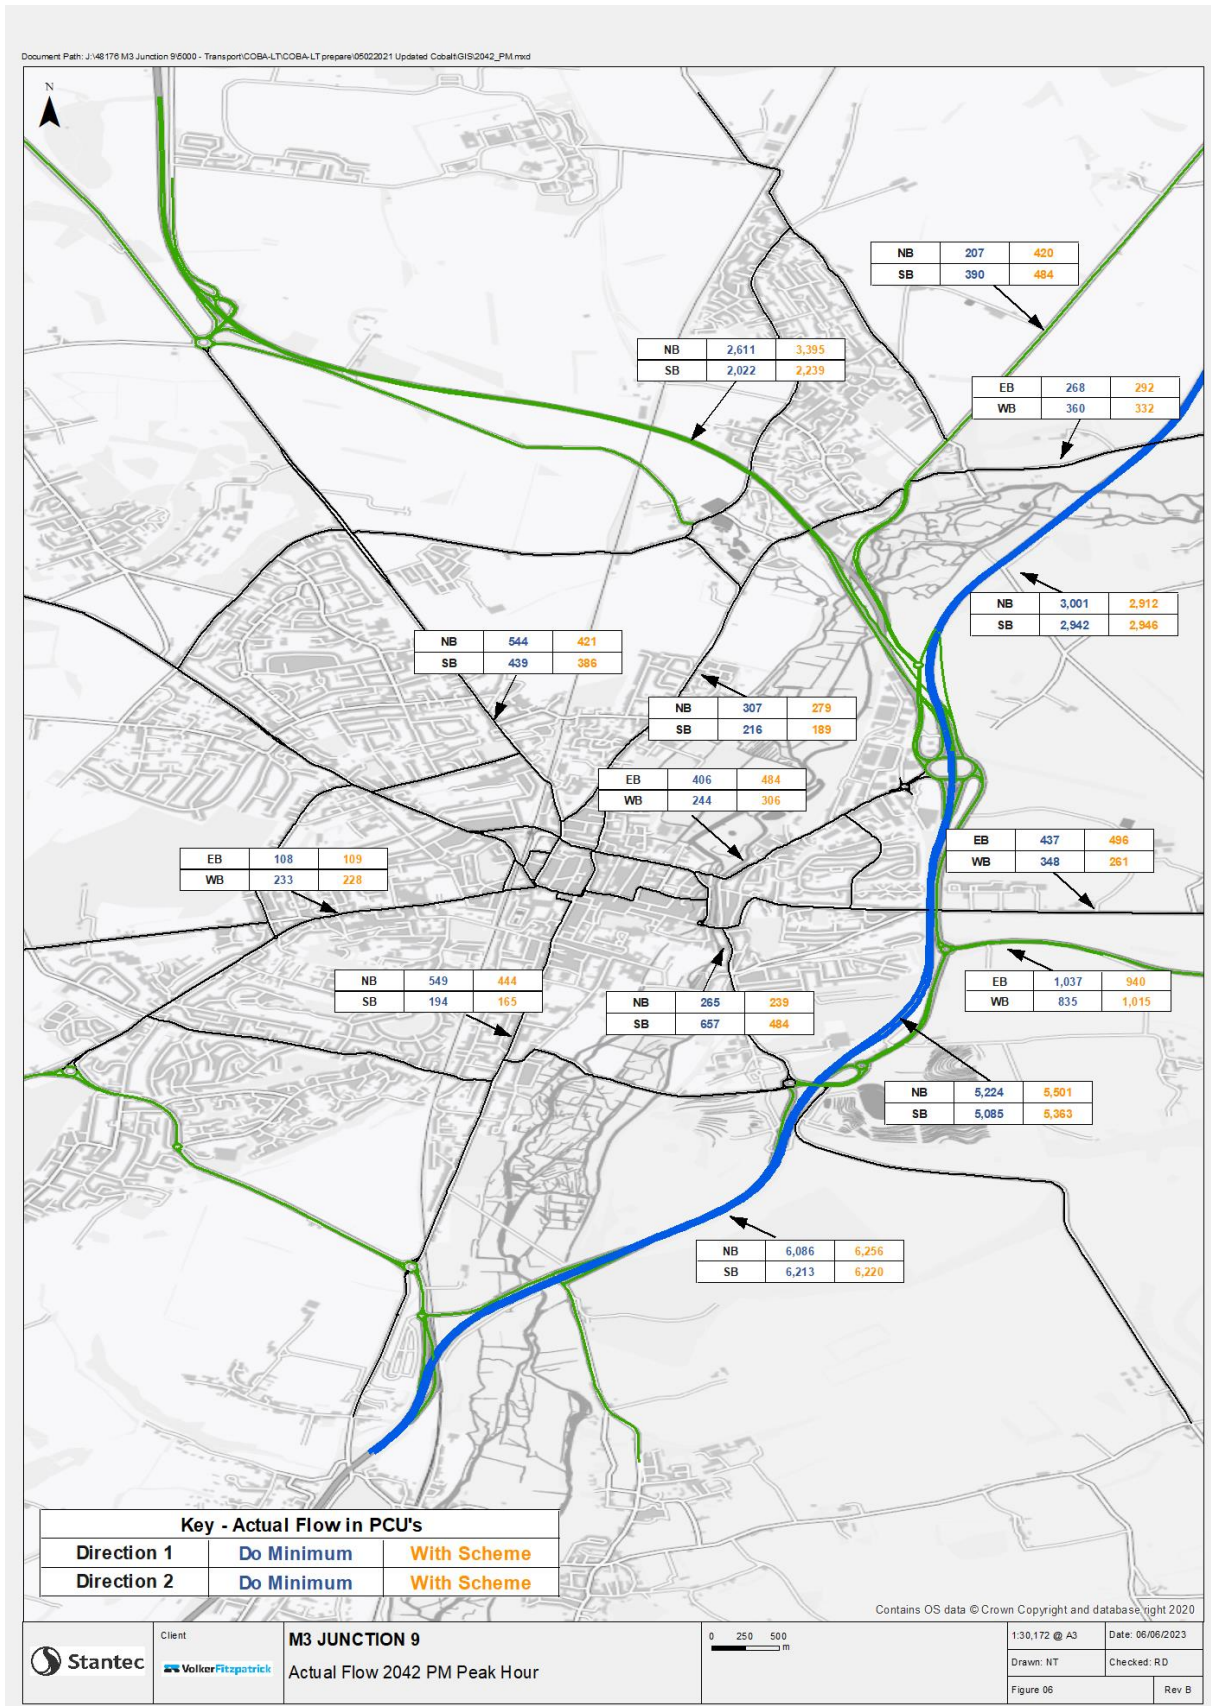 Document Path: J:\48176 M3 Junction 9\5000 - Transport\COBA-LT\COBA-LT prepare\05022021 Updated Cobalt\GIS\2042_PM.mxd
N
NB 207 420
SB 390 484
NB 2,611 3,395
SB 2,022 2,239
EB 268 292
WB 360 332
NB 3,001 2,912
SB 2,942 2,946
NB 544 421
SB 439 386
NB 307 279
SB 216 189
EB 406 484
WB 244 306
EB 437 496
WB 348 261
EB 108 109
WB 233 228
NB 549 444
SB 194 165
NB 265 239
SB 657 484
EB 1,037 940
WB 835 1,015
NB 5,224 5,501
SB 5,085 5,363
NB 6,086 6,256
SB 6,213 6,220
Key - Actual Flow in PCU's
Direction 1 Do Minimum With Scheme
Direction 2 Do Minimum With Scheme
Contains OS data © Crown Copyright and database right 2020
Stantec
Client
VolkerFitzpatrick
M3 JUNCTION 9
Actual Flow 2042 PM Peak Hour
0 250 500
m
1:30,172 @ A3 Date: 06/06/2023
Drawn: NT Checked: RD
Figure 06 Rev B